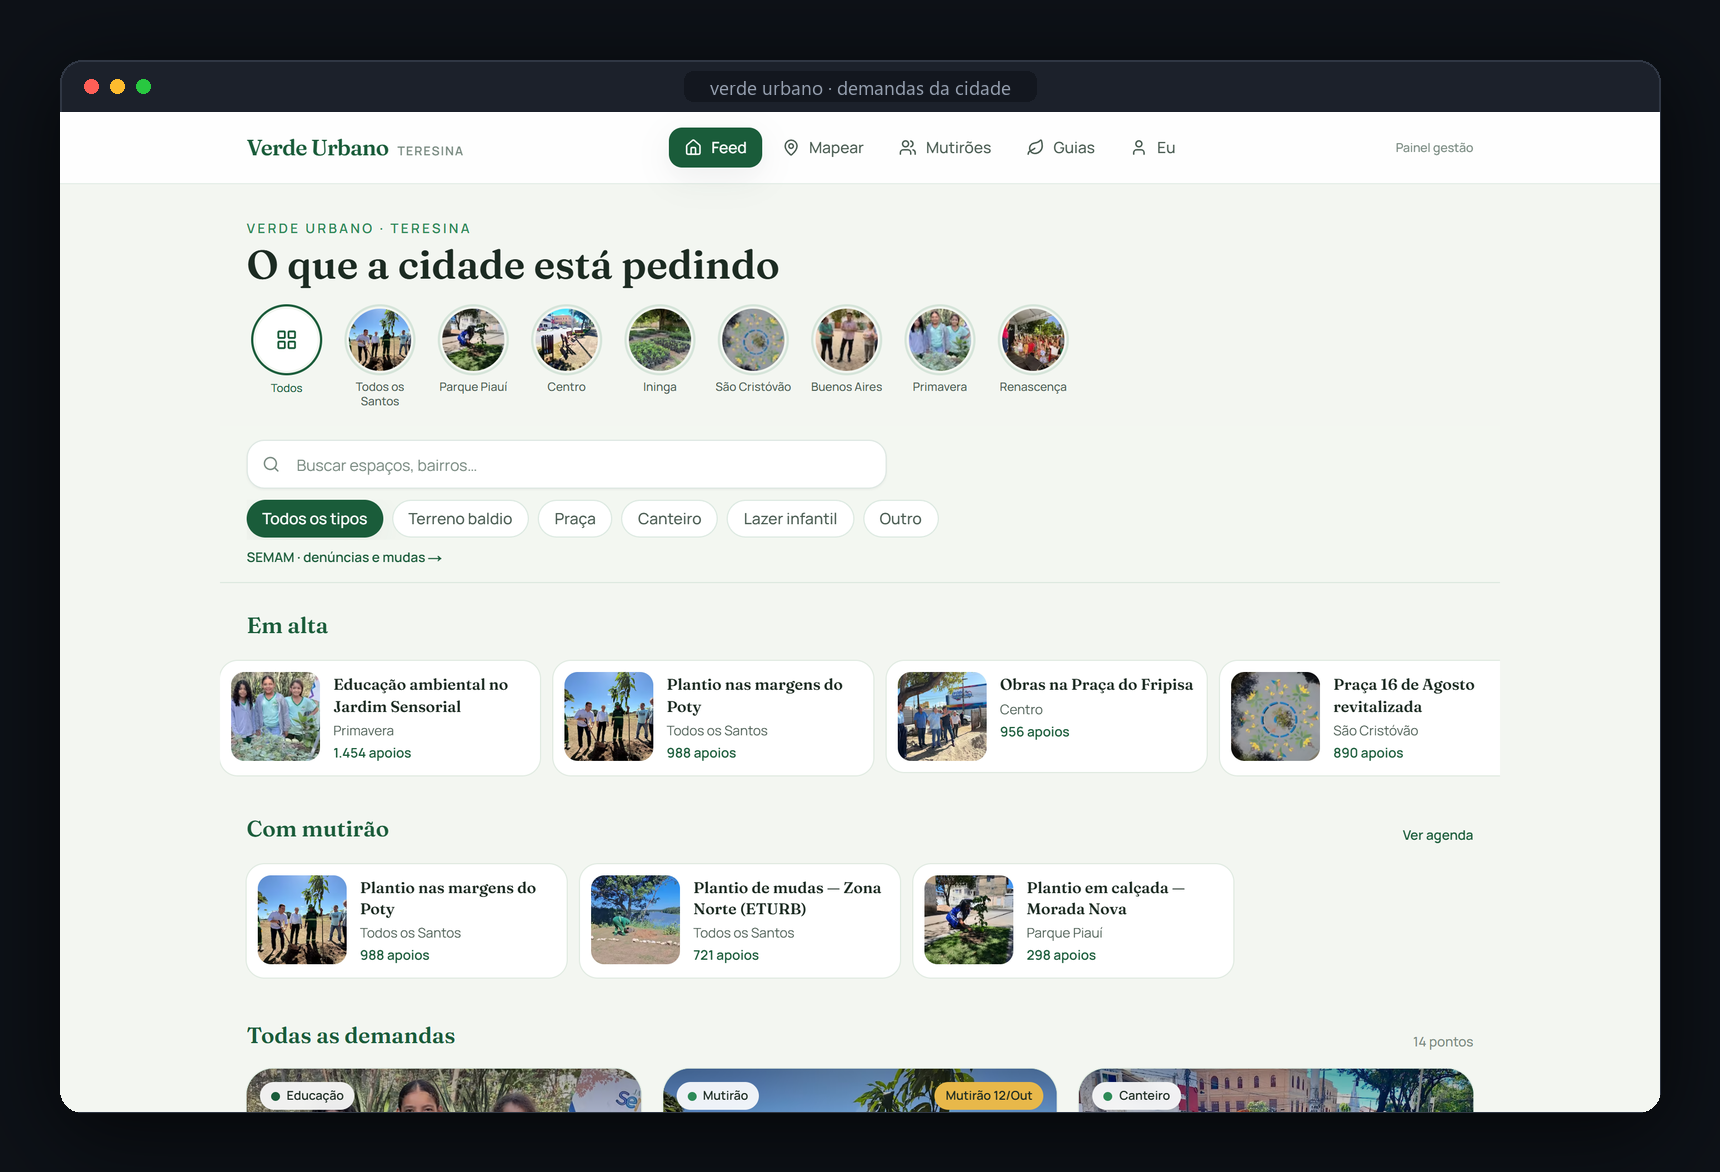 verde urbano · demandas da cidade
Verde Urbano TERESINA
Feed
Mapear
Mutirões
Guias
Eu
Painel gestão
VERDE URBANO · TERESINA
O que a cidade está pedindo
Todos
Todos os
Santos
Parque Piauí
Centro
Ininga
São Cristóvão
Buenos Aires
Primavera
Renascença
Buscar espaços, bairros...
Todos os tipos
Terreno baldio
Praça
Canteiro
Lazer infantil
Outro
SEMAM · denúncias e mudas →
Em alta
Educação ambiental no
Jardim Sensorial
Primavera
1.454 apoios
Plantio nas margens do
Poty
Todos os Santos
988 apoios
Obras na Praça do Fripisa
Centro
956 apoios
Praça 16 de Agosto
revitalizada
São Cristóvão
890 apoios
Com mutirão
Ver agenda
Plantio nas margens do
Poty
Todos os Santos
988 apoios
Plantio de mudas — Zona
Norte (ETURB)
Todos os Santos
721 apoios
Plantio em calçada —
Morada Nova
Parque Piauí
298 apoios
Todas as demandas
14 pontos
Educação
Mutirão
Mutirão 12/Out
Canteiro